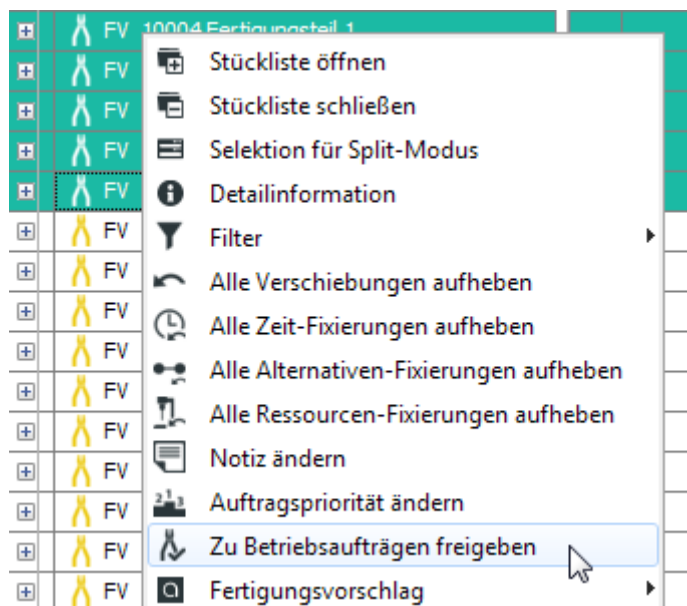 FV 10004 Fertigungsteil 1
FV
FV
FV
FV
FV
FV
FV
FV
FV
FV
FV
FV
FV
FV
Stückliste öffnen
Stückliste schließen
Selektion für Split-Modus
Detailinformation
Filter
Alle Verschiebungen aufheben
Alle Zeit-Fixierungen aufheben
Alle Alternativen-Fixierungen aufheben
Alle Ressourcen-Fixierungen aufheben
Notiz ändern
Auftragspriorität ändern
Zu Betriebsaufträgen freigeben
Fertigungsvorschlag